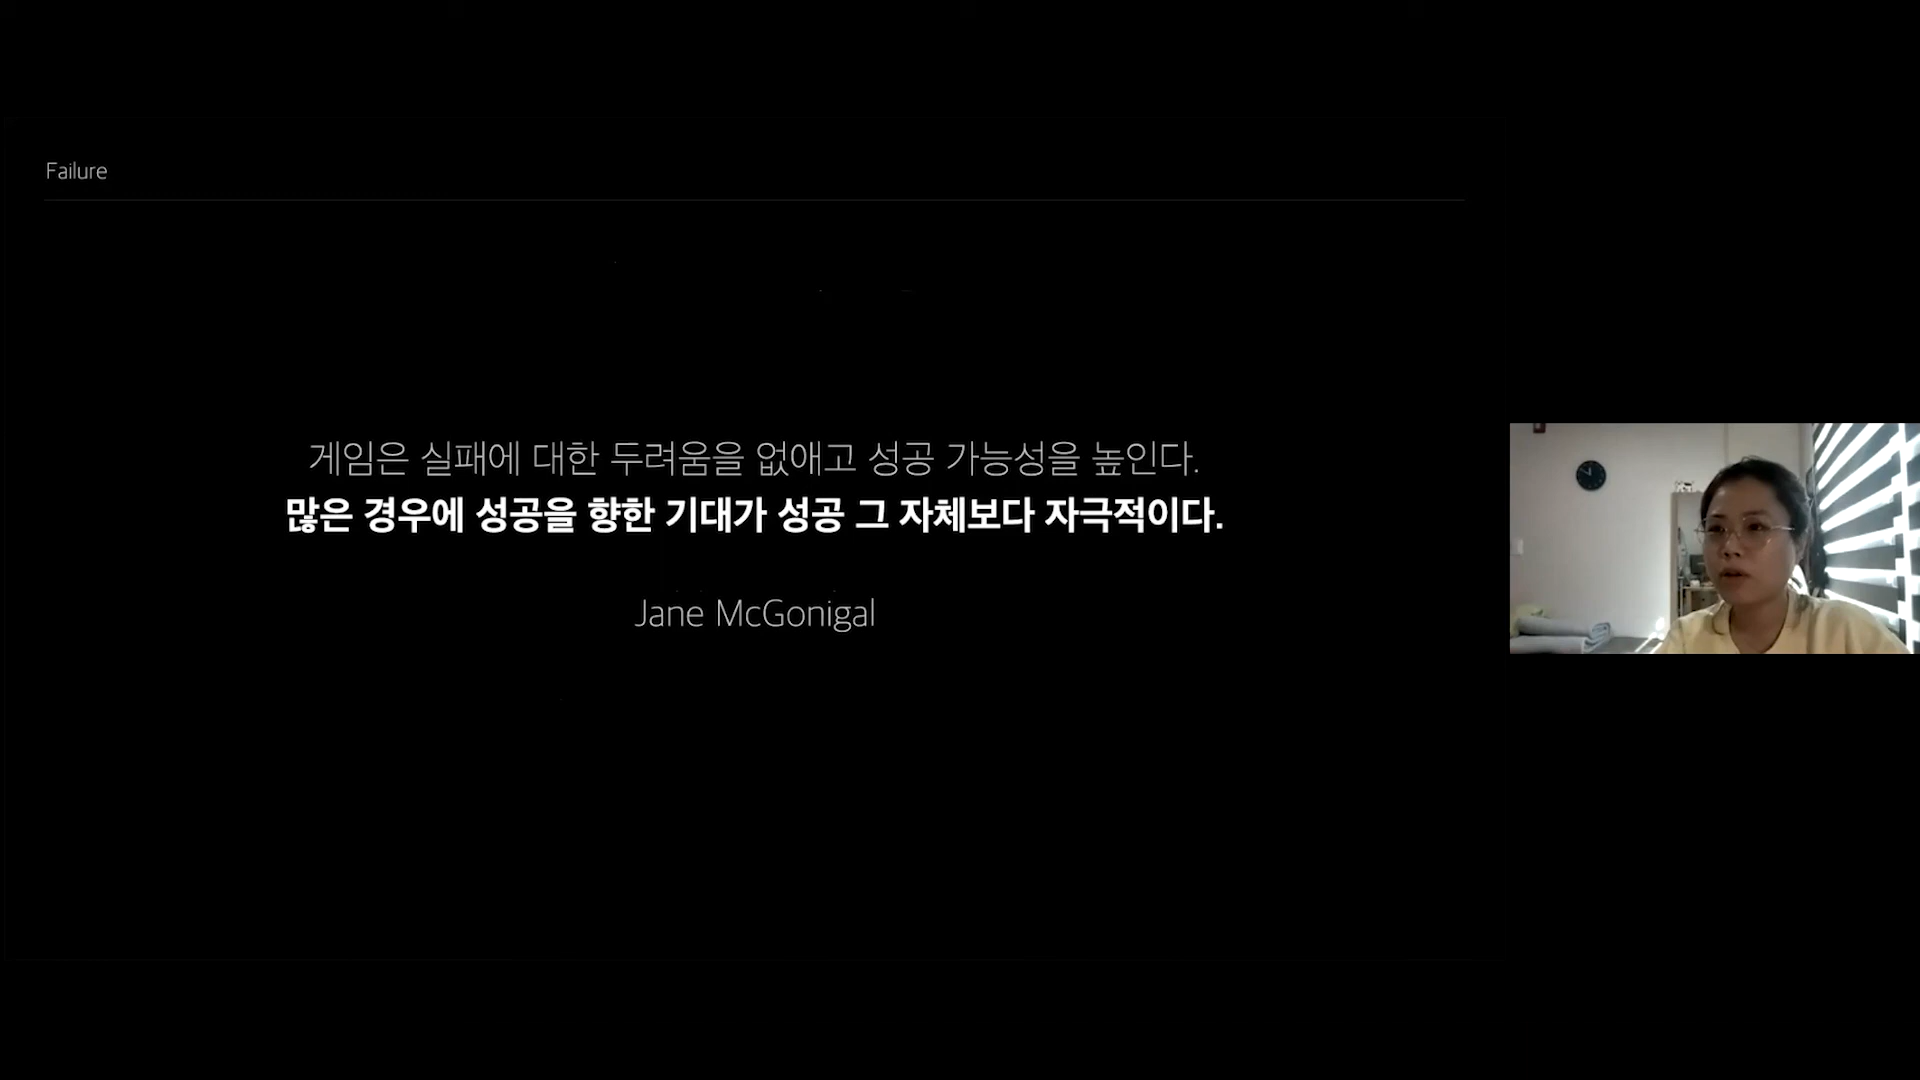 Failure
게임은 실패에 대한 두려움을 없애고 성공 가능성을 높인다.
많은 경우에 성공을 향한 기대가 성공 그 자체보다 자극적이다.
Jane McGonigal